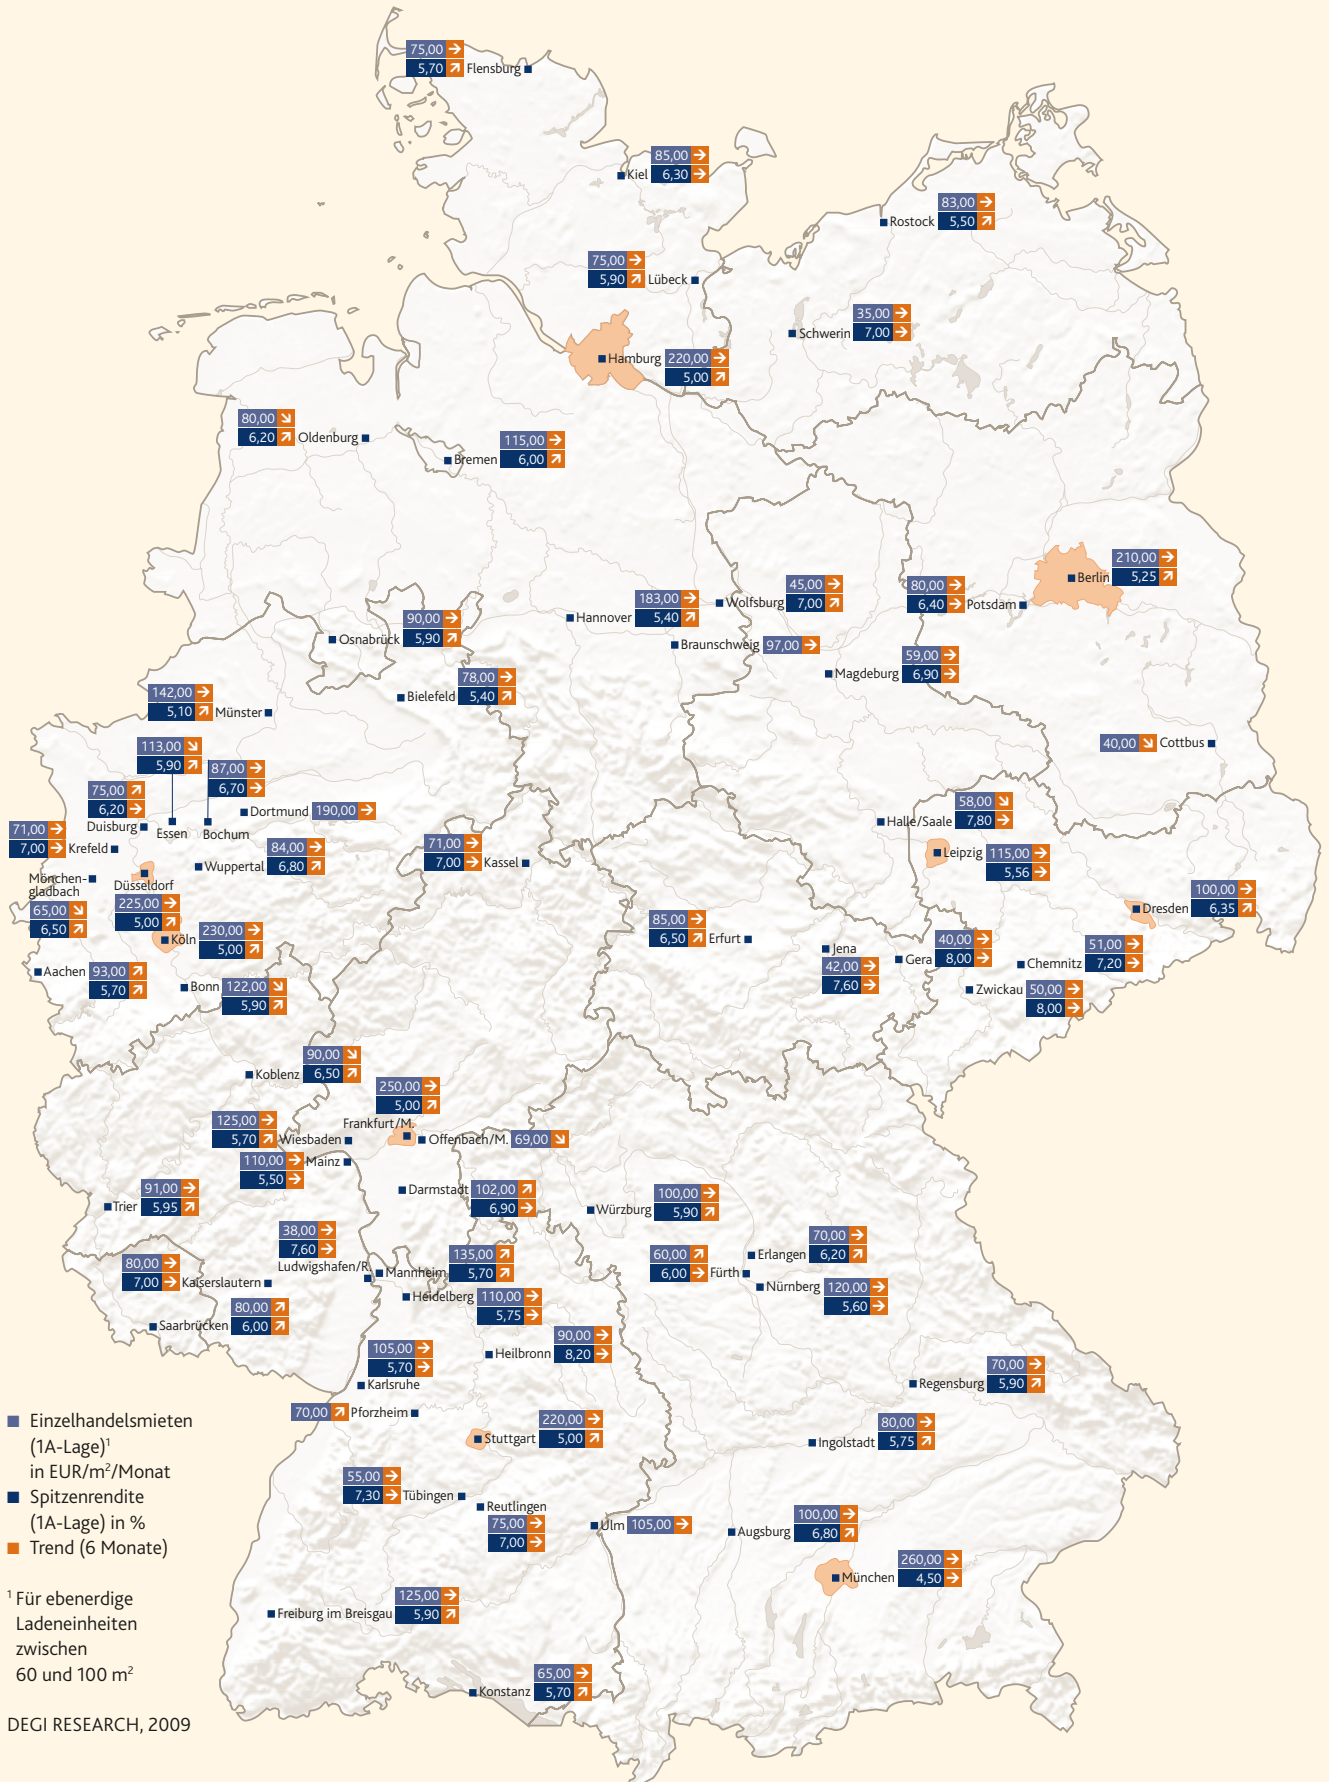 75,00
5,70 Flensburg
85,00
Kiel 6,30
83,00
Rostock 5,50
75,00
5,90 Lübeck
35,00
Schwerin 7,00
Hamburg 220,00
5,00
80,00
6,20 Oldenburg
115,00
Bremen 6,00
210,00
Berlin 5,25
45,00
Wolfsburg 7,00
80,00
6,40 Potsdam
183,00
Hannover 5,40
90,00
Osnabrück 5,90
Braunschweig 97,00
59,00
Magdeburg 6,90
78,00
Bielefeld 5,40
142,00
5,10 Münster
40,00 Cottbus
113,00
5,90
Essen
87,00
6,70
Bochum
75,00
6,20
Duisburg
Dortmund 190,00
58,00
Halle/Saale 7,80
71,00
7,00 Krefeld
84,00
Wuppertal 6,80
71,00
7,00 Kassel
Leipzig 115,00
5,56
Mönchen-
gladbach
65,00
6,50
Düsseldorf
225,00
5,00
100,00
Dresden 6,35
230,00
Köln 5,00
85,00
6,50 Erfurt
Jena
42,00
7,60
40,00
Gera 8,00
51,00
Chemnitz 7,20
Aachen 93,00
5,70
Bonn 122,00
5,90
Zwickau 50,00
8,00
90,00
Koblenz 6,50
250,00
5,00
Frankfurt/M.
125,00
5,70 Wiesbaden
Offenbach/M. 69,00
110,00 Mainz
5,50
91,00
Trier 5,95
Darmstadt 102,00
6,90
100,00
Würzburg 5,90
38,00
7,60
Ludwigshafen/R.
135,00
Mannheim 5,70
60,00
6,00 Fürth
70,00
Erlangen 6,20
80,00
7,00 Kaiserslautern
Nürnberg 120,00
5,60
Heidelberg 110,00
5,75
80,00
Saarbrücken 6,00
105,00
5,70
Karlsruhe
90,00
Heilbronn 8,20
70,00
Regensburg 5,90
70,00 Pforzheim
220,00
Stuttgart 5,00
80,00
Ingolstadt 5,75
55,00
7,30 Tübingen
Reutlingen
75,00
7,00
Ulm 105,00
100,00
Augsburg 6,80
260,00
München 4,50
125,00
Freiburg im Breisgau 5,90
65,00
Konstanz 5,70
Einzelhandelsmieten
(1A-Lage)¹
in EUR/m²/Monat
Spitzenrendite
(1A-Lage) in %
Trend (6 Monate)
¹ Für ebenerdige
Ladeneinheiten
zwischen
60 und 100 m²
DEGI RESEARCH, 2009